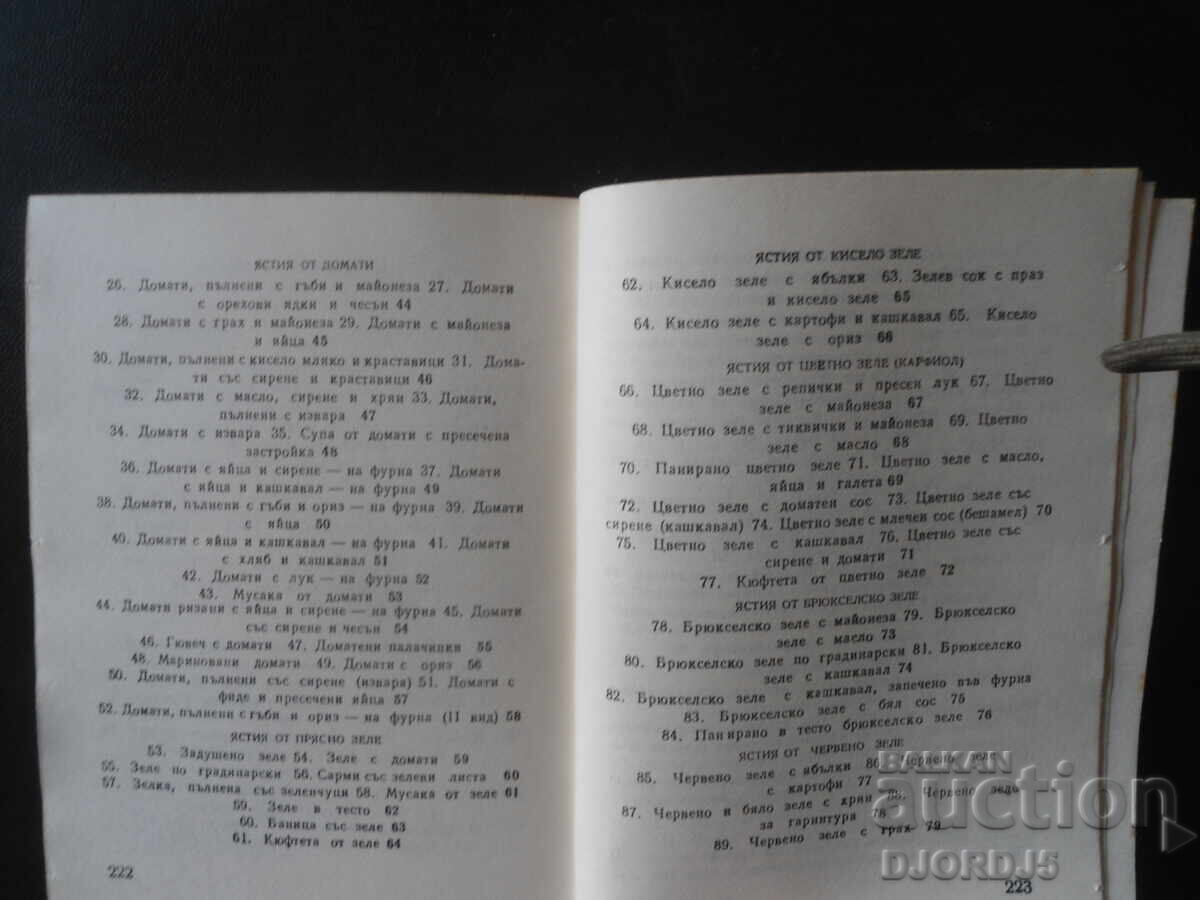 ЯСТИЯ ОТ ДОМАТИ
26. Домати, пълнени с гъби и майонеза 27. Домати
с орехови ядки и чесън 44
28. Домати с грах и майонеза 29. Домати с майонеза
и яйца 45
30. Домати, пълнени с кисело мляко и краставици 31. Дома-
ти със сирене и краставици 46
32. Домати с масло, сирене и хрян 33. Домати,
пълнени с извара 47
34. Домати с извара 35. Супа от домати с пресечена
застройка 48
36. Домати с яйца и сирене — на фурна 37. Домати
с яйца и кашкавал — на фурна 49
38. Домати, пълнени с гъби и ориз — на фурна 39. Домати
с яйца 50
40. Домати с яйца и кашкавал — на фурна 41. Домати
с хляб и кашкавал 51
42. Домати с лук — на фурна 52
43. Мусака от домати 53
44. Домати ризани с яйца и сирене — на фурна 45. Домати
със сирене и чесън 54
46. Гювеч с домати 47. Доматени палачинки 55
48. Мариновани домати 49. Домати с ориз 56
50. Домати, пълнени със сирене (извара) 51. Домати с
фиде и пресечени яйца 57
52. Домати, пълнени с гъби и ориз — на фурна (II вид) 58
ЯСТИЯ ОТ ПРЯСНО ЗЕЛЕ
53. Задушено зеле 54. Зеле с домати 59
55. Зеле по градинарски 56. Сарми със зелеви листа 60
57. Зелка, пълнена със зеленчуци 58. Мусака от зеле 61
59. Зеле в тесто 62
60. Баница със зеле 63
61. Кюфтета от зеле 64
222
ЯСТИЯ ОТ КИСЕЛО ЗЕЛЕ
62. Кисело зеле с ябълки 63. Зелев сок с праз
и кисело зеле 65
64. Кисело зеле с картофи и кашкавал 65. Кисело
зеле с ориз 66
ЯСТИЯ ОТ ЦВЕТНО ЗЕЛЕ (КАРФИОЛ)
66. Цветно зеле с репички и пресен лук 67. Цветно
зеле с майонеза 67
68. Цветно зеле с тиквички и майонеза 69. Цветно
зеле с масло 68
70. Панирано цветно зеле 71. Цветно зеле с масло,
яйца и галета 69
72. Цветно зеле с доматен сос 73. Цветно зеле със
сирене (кашкавал) 74. Цветно зеле с млечен сос (бешамел) 70
75. Цветно зеле с кашкавал 76. Цветно зеле със
сирене и домати 71
77. Кюфтета от цветно зеле 72
ЯСТИЯ ОТ БРЮКСЕЛСКО ЗЕЛЕ
78. Брюкселско зеле с майонеза 79. Брюкселско
зеле с масло 73
80. Брюкселско зеле по градинарски 81. Брюкселско
зеле с кашкавал 74
82. Брюкселско зеле с кашкавал, запечено във фурна
83. Брюкселско зеле с бял сос 75
84. Панирано в тесто брюкселско зеле 76
ЯСТИЯ ОТ ЧЕРВЕНО ЗЕЛЕ
85. Червено зеле с ябълки 86. Червено зеле
с картофи 77
87. Червено и бяло зеле с хрян 88. Червено зеле
за гарнитура 78
89. Червено зеле с грах 79
223
BALKAN
auction
DJORDJ5